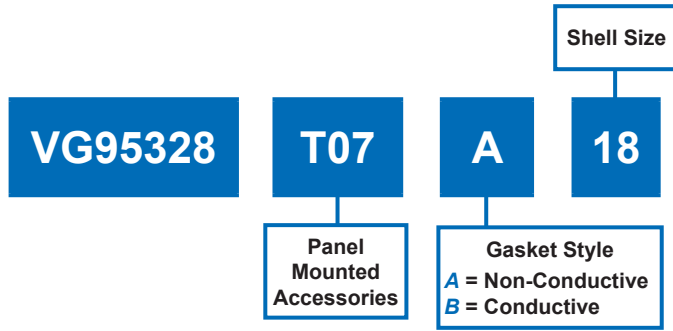 Shell Size
VG95328 T07 A 18
Panel
Mounted
Accessories
Gasket Style
A = Non-Conductive
B = Conductive